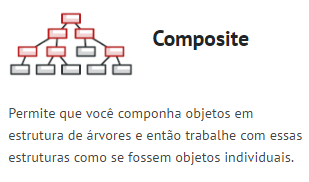 Composite
Permite que você componha objetos em
estrutura de árvores e então trabalhe com essas
estruturas como se fossem objetos individuais.